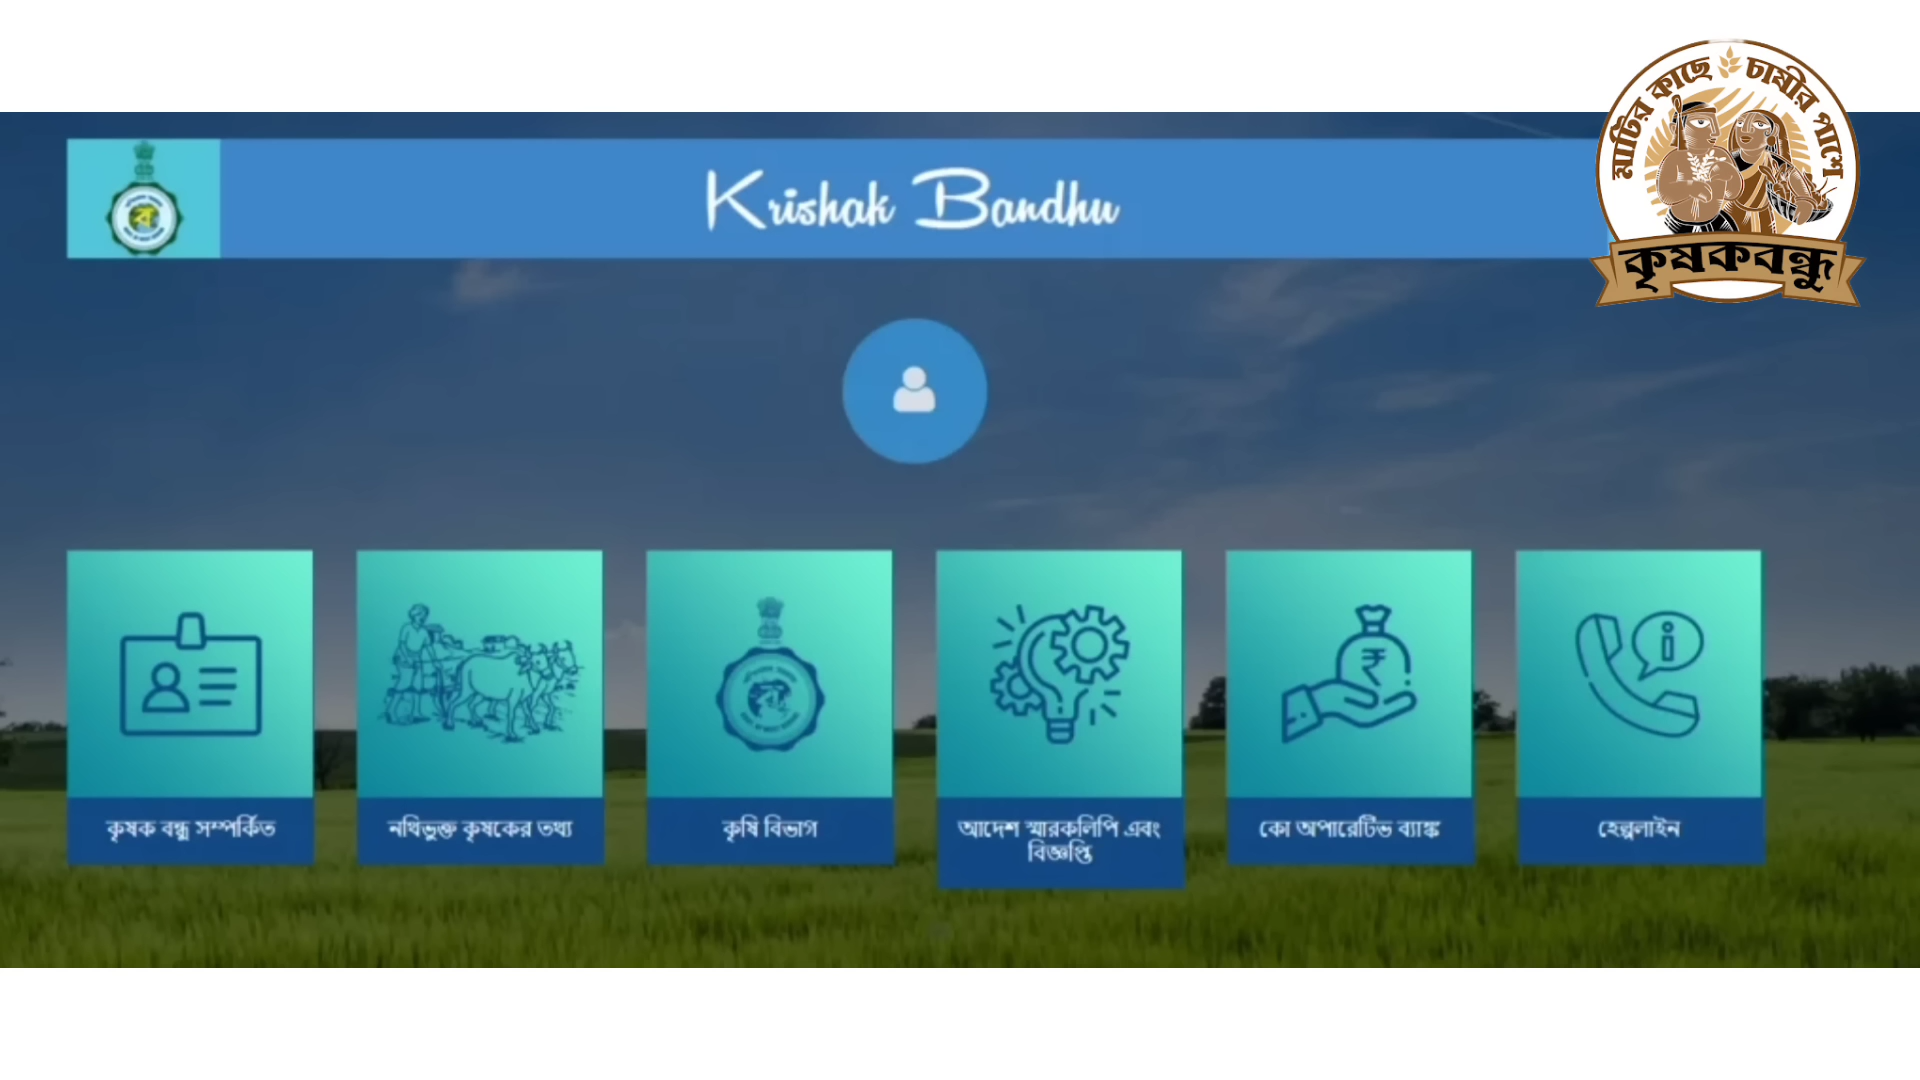 মাটির কাছে চাষীর পাশে
কৃষকবন্ধু
Krishak Bandhu
কৃষক বন্ধু সম্পর্কিত
নথিভুক্ত কৃষকের তথ্য
কৃষি বিভাগ
আদেশ স্মারকলিপি এবং
বিজ্ঞপ্তি
কো অপারেটিভ ব্যাঙ্ক
হেল্পলাইন